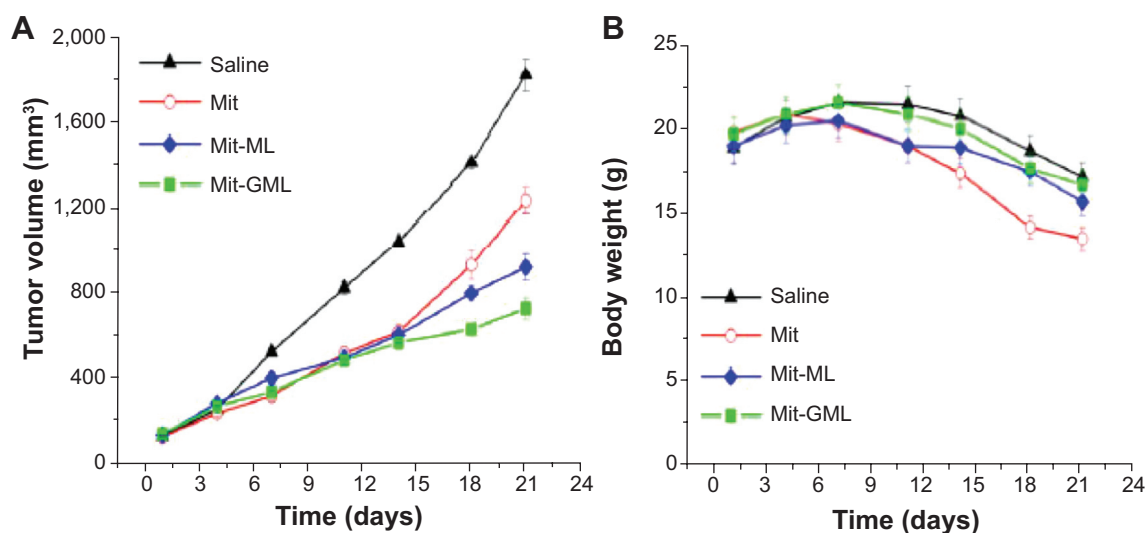 A
Tumor volume (mm³)
2,000
1,600
1,200
800
400
0
Saline
Mit
Mit-ML
Mit-GML
0 3 6 7 9 12 15 18 21 24
Time (days)
B
Body weight (g)
25
20
15
10
5
0
Saline
Mit
Mit-ML
Mit-GML
0 3 6 7 9 12 15 18 21 24
Time (days)